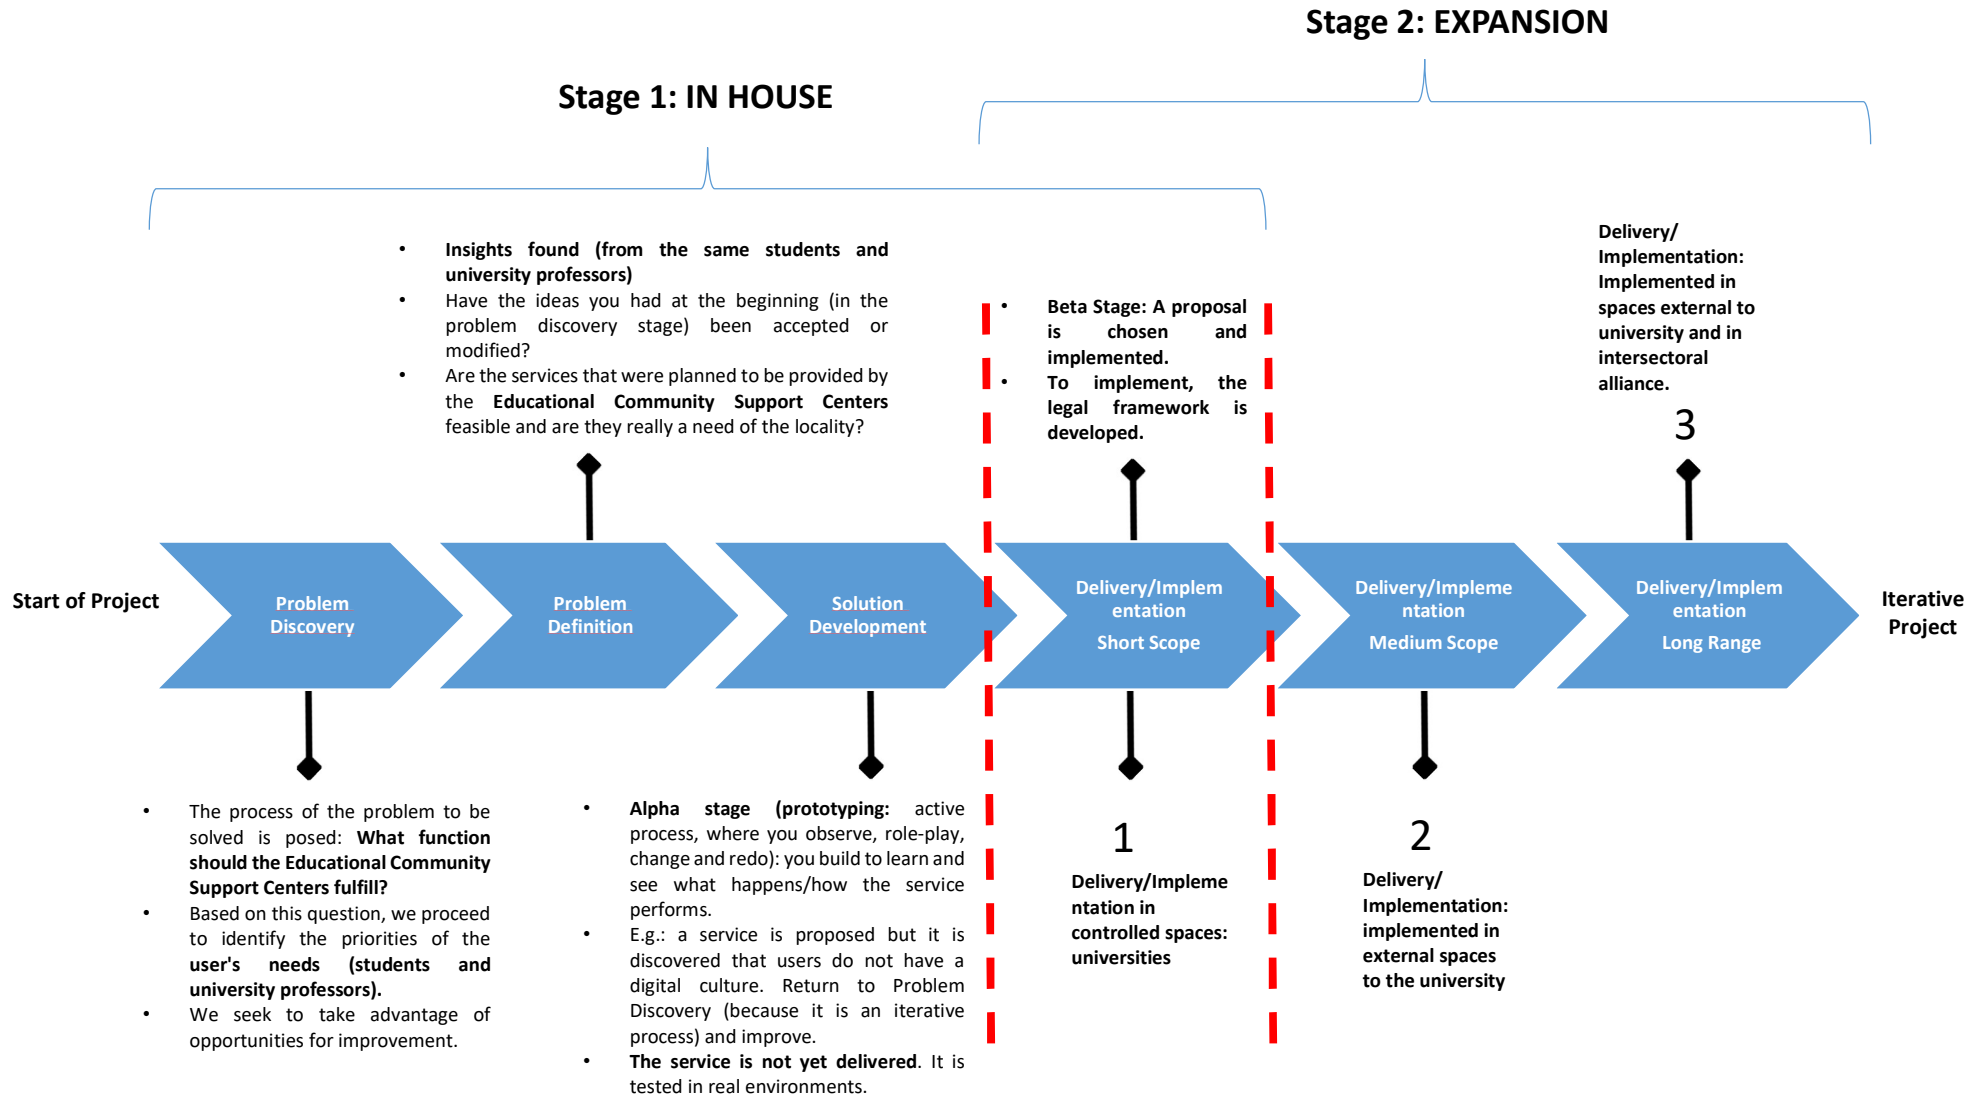 Stage 2: EXPANSION
Stage 1: IN HOUSE
• Insights found (from the same students and
university professors)
• Have the ideas you had at the beginning (in the
problem discovery stage) been accepted or
modified?
• Are the services that were planned to be provided by
the Educational Community Support Centers
feasible and are they really a need of the locality?
• Beta Stage: A proposal
is chosen and
implemented.
• To implement, the
legal framework is
developed.
Delivery/
Implementation:
Implemented in
spaces external to
university and in
intersectoral
alliance.
3
Start of Project
Problem
Discovery
Problem
Definition
Solution
Development
Delivery/Implem
entation
Short Scope
Delivery/Impleme
ntation
Medium Scope
Delivery/Implem
entation
Long Range
Iterative
Project
• The process of the problem to be
solved is posed: What function
should the Educational Community
Support Centers fulfill?
• Based on this question, we proceed
to identify the priorities of the
user's needs (students and
university professors).
• We seek to take advantage of
opportunities for improvement.
• Alpha stage (prototyping: active
process, where you observe, role-play,
change and redo): you build to learn and
see what happens/how the service
performs.
• E.g.: a service is proposed but it is
discovered that users do not have a
digital culture. Return to Problem
Discovery (because it is an iterative
process) and improve.
• The service is not yet delivered. It is
tested in real environments.
1
Delivery/Impleme
ntation in
controlled spaces:
universities
2
Delivery/
Implementation:
implemented in
external spaces
to the university